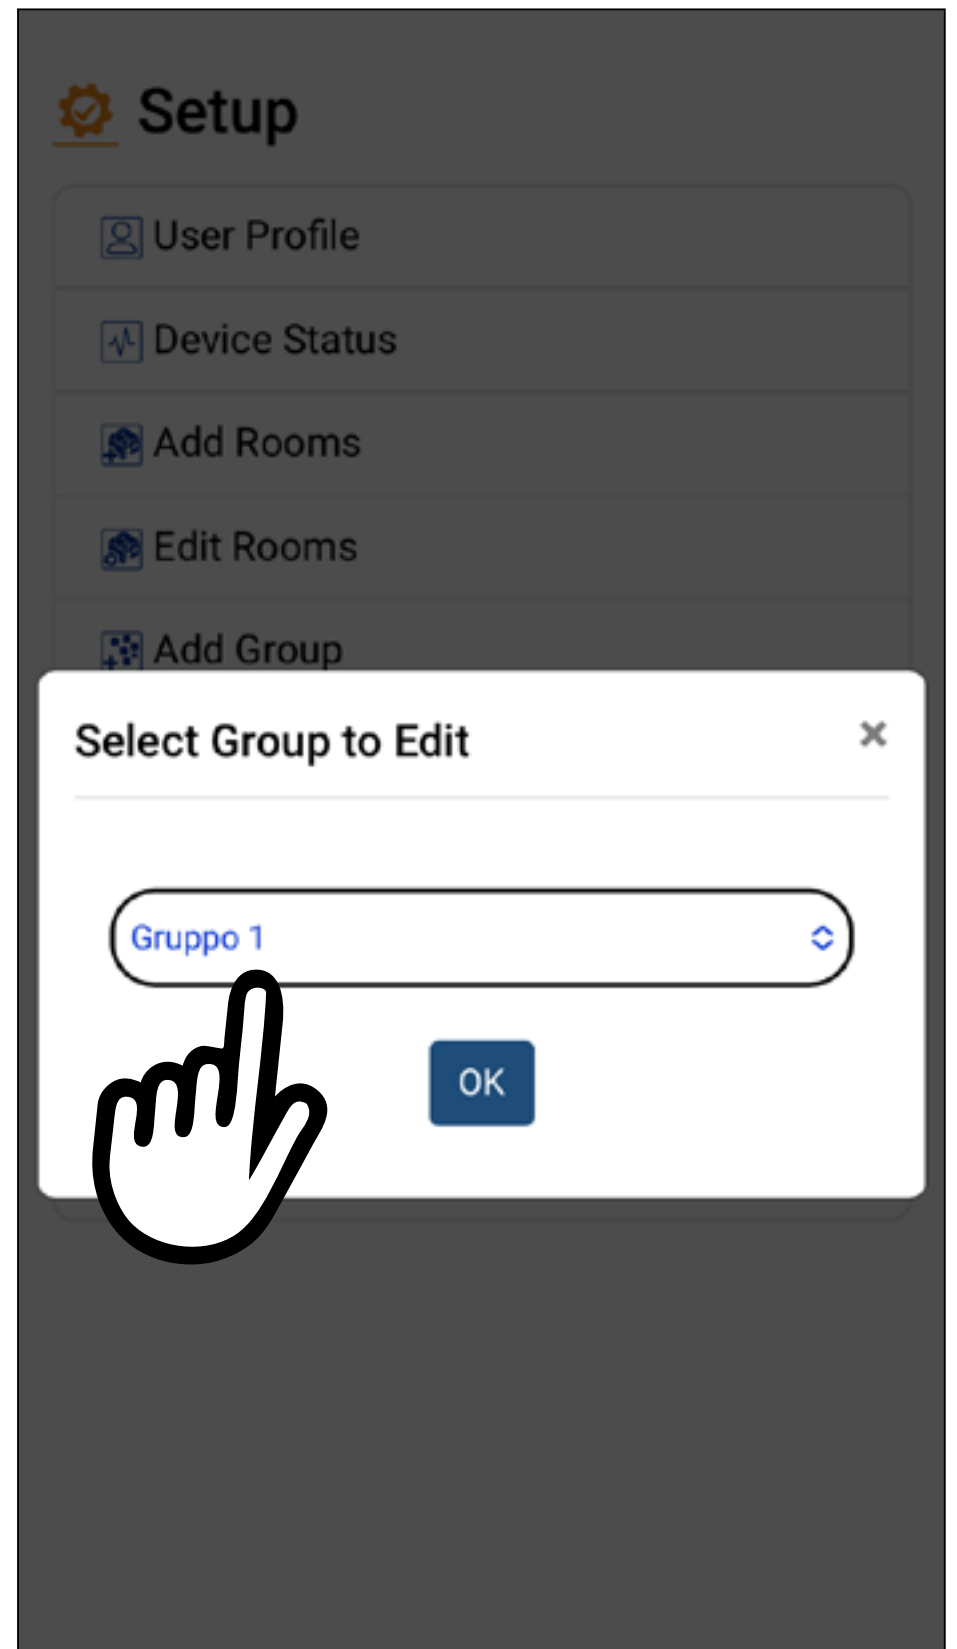 Setup
User Profile
Device Status
Add Rooms
Edit Rooms
Add Group
Select Group to Edit
Gruppo 1
OK